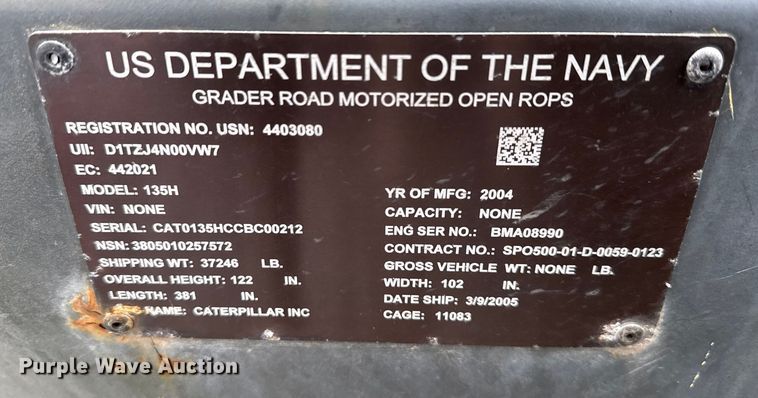 US DEPARTMENT OF THE NAVY
GRADER ROAD MOTORIZED OPEN ROPS
REGISTRATION NO. USN: 4403080
UII: D1TZJ4N00VW7
EC: 442021
MODEL: 135H
VIN: NONE
SERIAL: CAT0135HCCBC00212
NSN: 3805010257572
SHIPPING WT: 37246 LB.
OVERALL HEIGHT: 122 IN.
LENGTH: 381 IN.
NAME: CATERPILLAR INC
YR OF MFG: 2004
CAPACITY: NONE
ENG SER NO.: BMA08990
CONTRACT NO.: SPO500-01-D-0059-0123
GROSS VEHICLE WT: NONE LB.
WIDTH: 102 IN.
DATE SHIP: 3/9/2005
CAGE: 11083
Purple Wave Auction